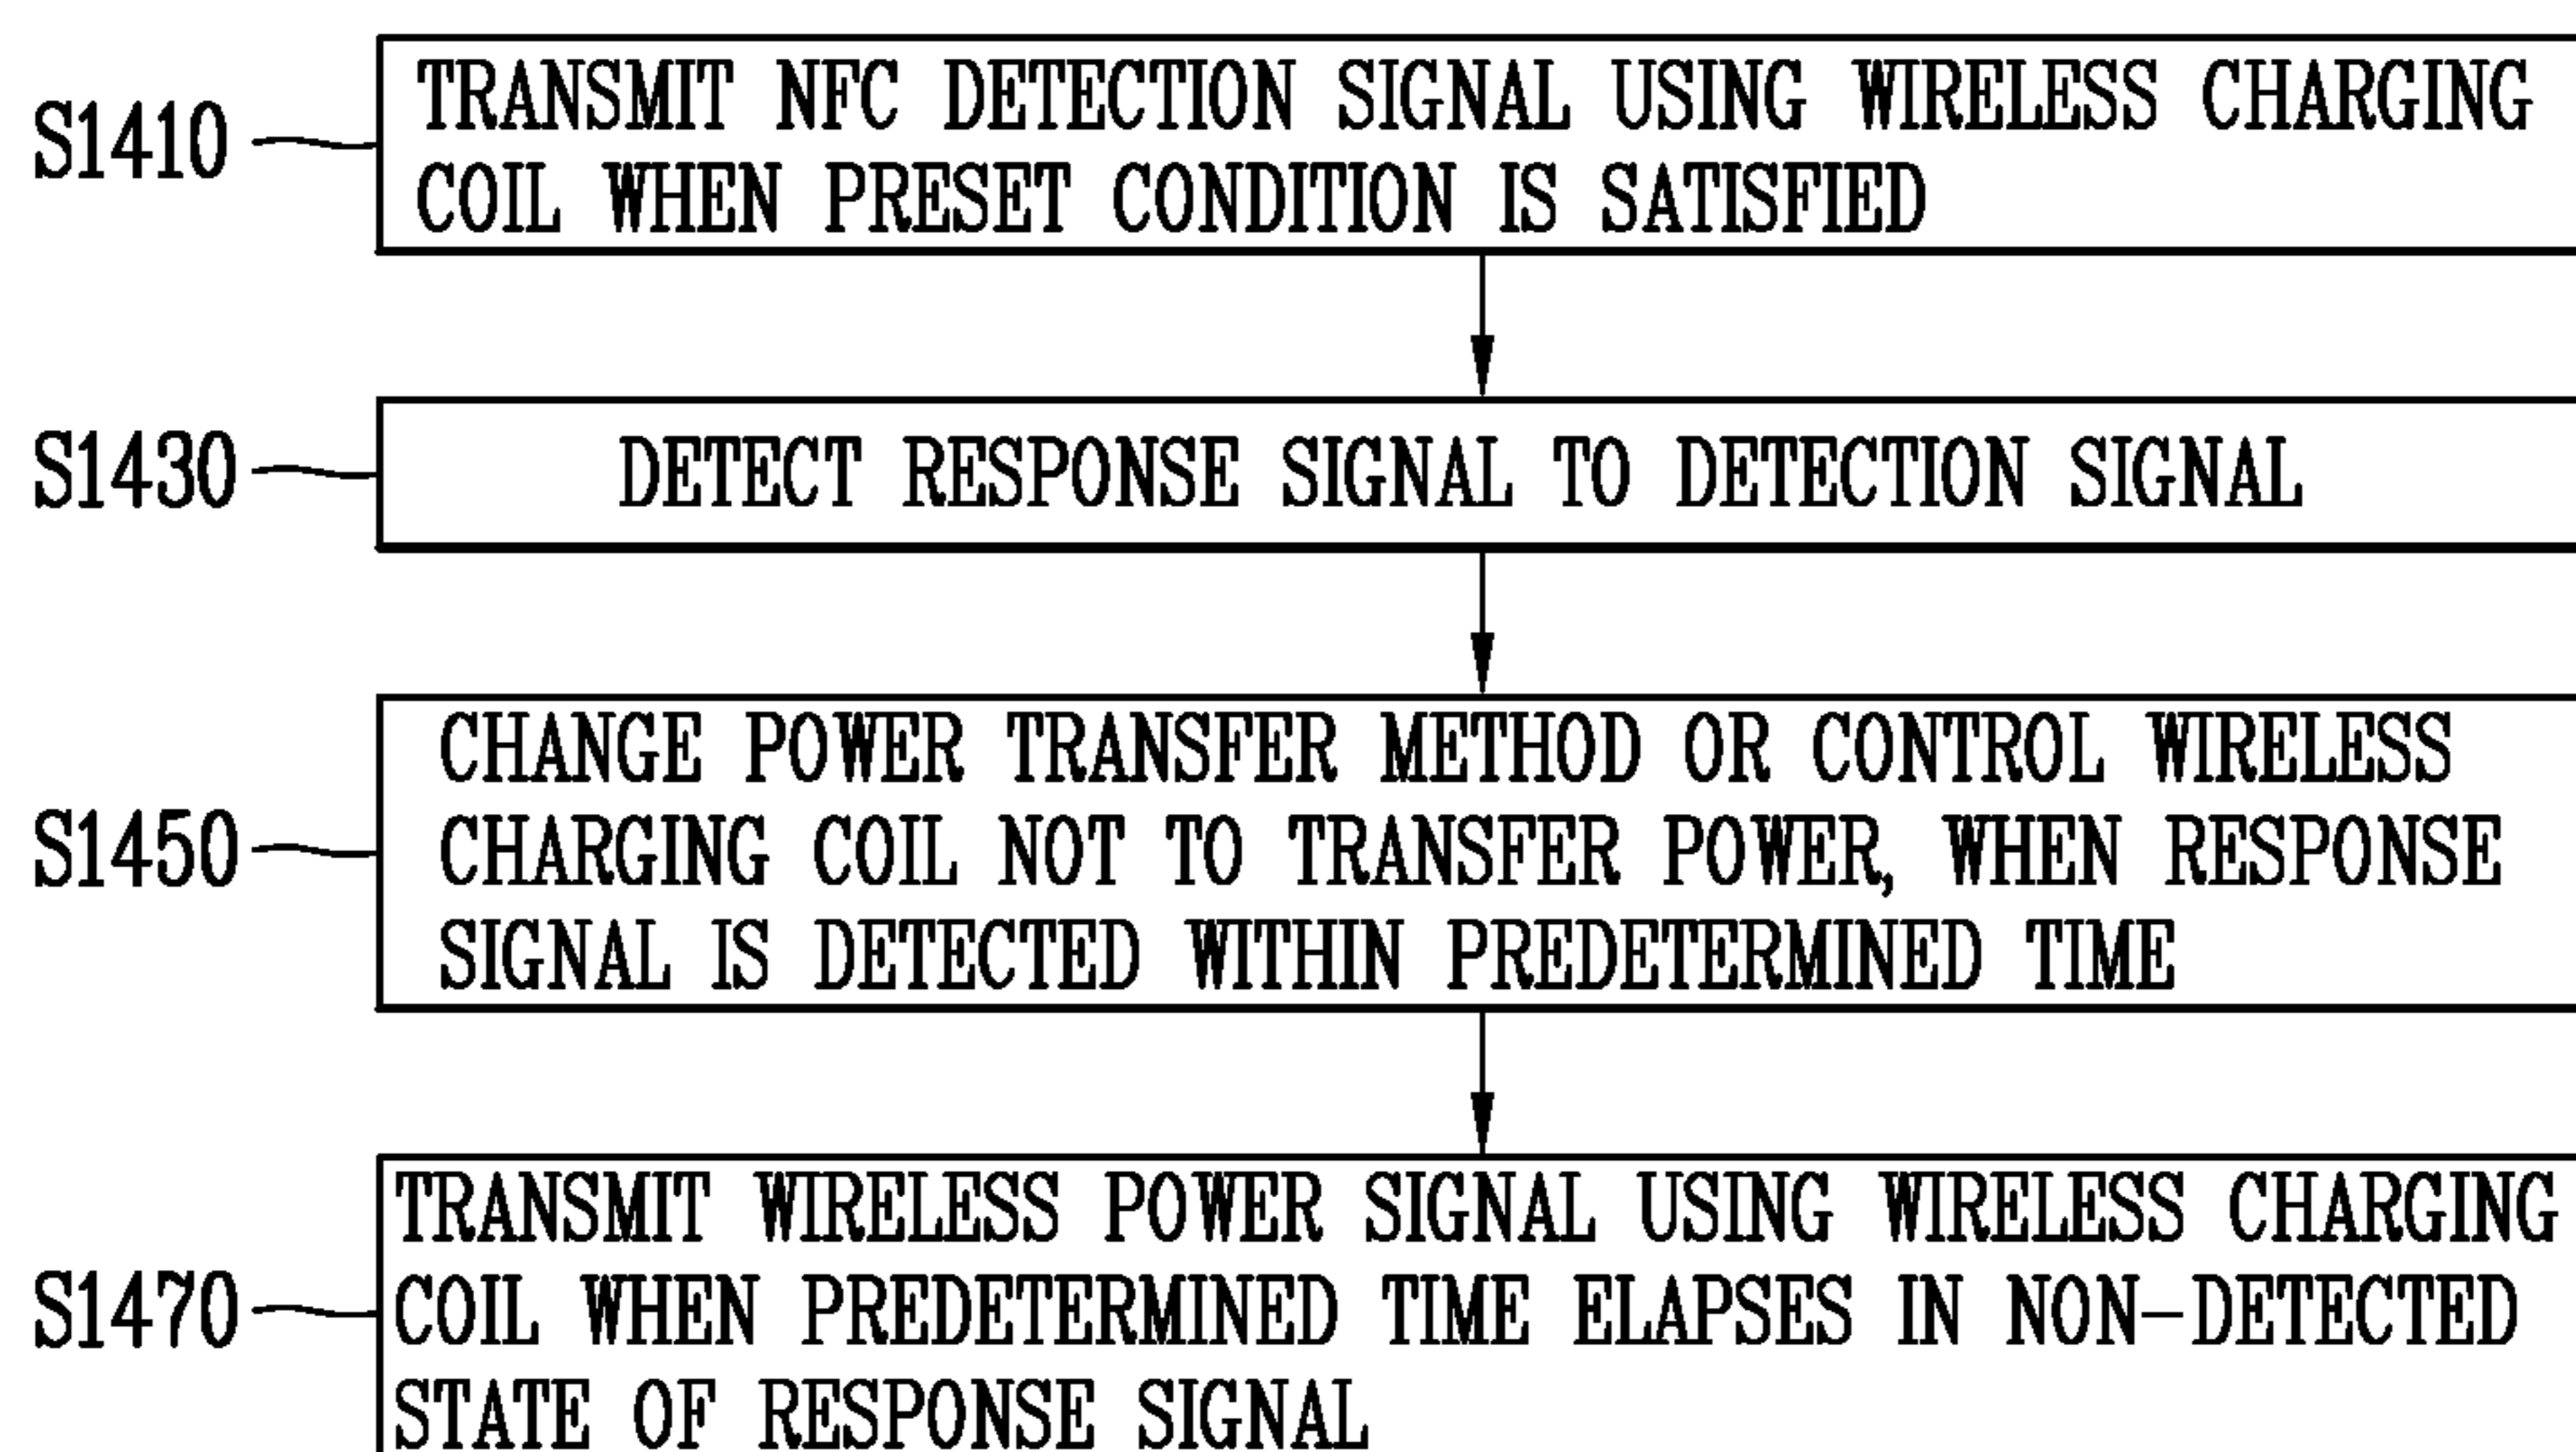 S1410
TRANSMIT NFC DETECTION SIGNAL USING WIRELESS CHARGING
COIL WHEN PRESET CONDITION IS SATISFIED
S1430
DETECT RESPONSE SIGNAL TO DETECTION SIGNAL
S1450
CHANGE POWER TRANSFER METHOD OR CONTROL WIRELESS
CHARGING COIL NOT TO TRANSFER POWER, WHEN RESPONSE
SIGNAL IS DETECTED WITHIN PREDETERMINED TIME
S1470
TRANSMIT WIRELESS POWER SIGNAL USING WIRELESS CHARGING
COIL WHEN PREDETERMINED TIME ELAPSES IN NON-DETECTED
STATE OF RESPONSE SIGNAL